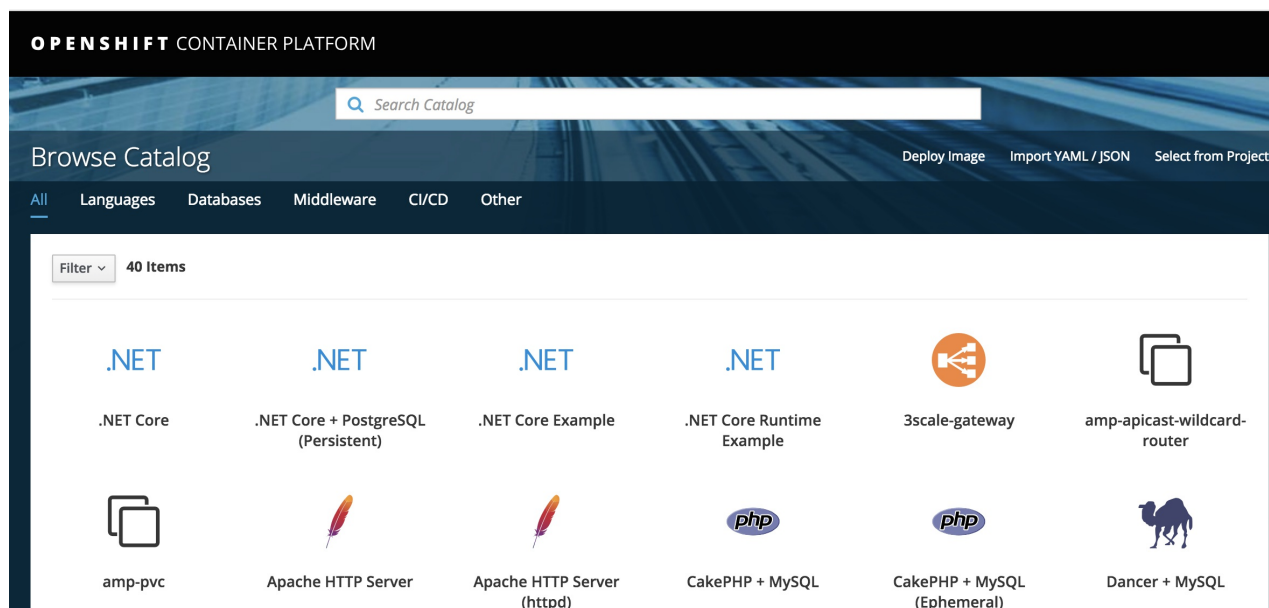 OPENSHIFT CONTAINER PLATFORM
Search Catalog
Browse Catalog
Deploy Image Import YAML / JSON Select from Project
All Languages Databases Middleware CI/CD Other
Filter 40 Items
.NET .NET .NET .NET
.NET Core .NET Core + PostgreSQL .NET Core Example .NET Core Runtime 3scale-gateway amp-apicast-wildcard-
(Persistent) Example router
php php
amp-pvc Apache HTTP Server Apache HTTP Server CakePHP + MySQL CakePHP + MySQL Dancer + MySQL
(httpd) (Ephemeral)